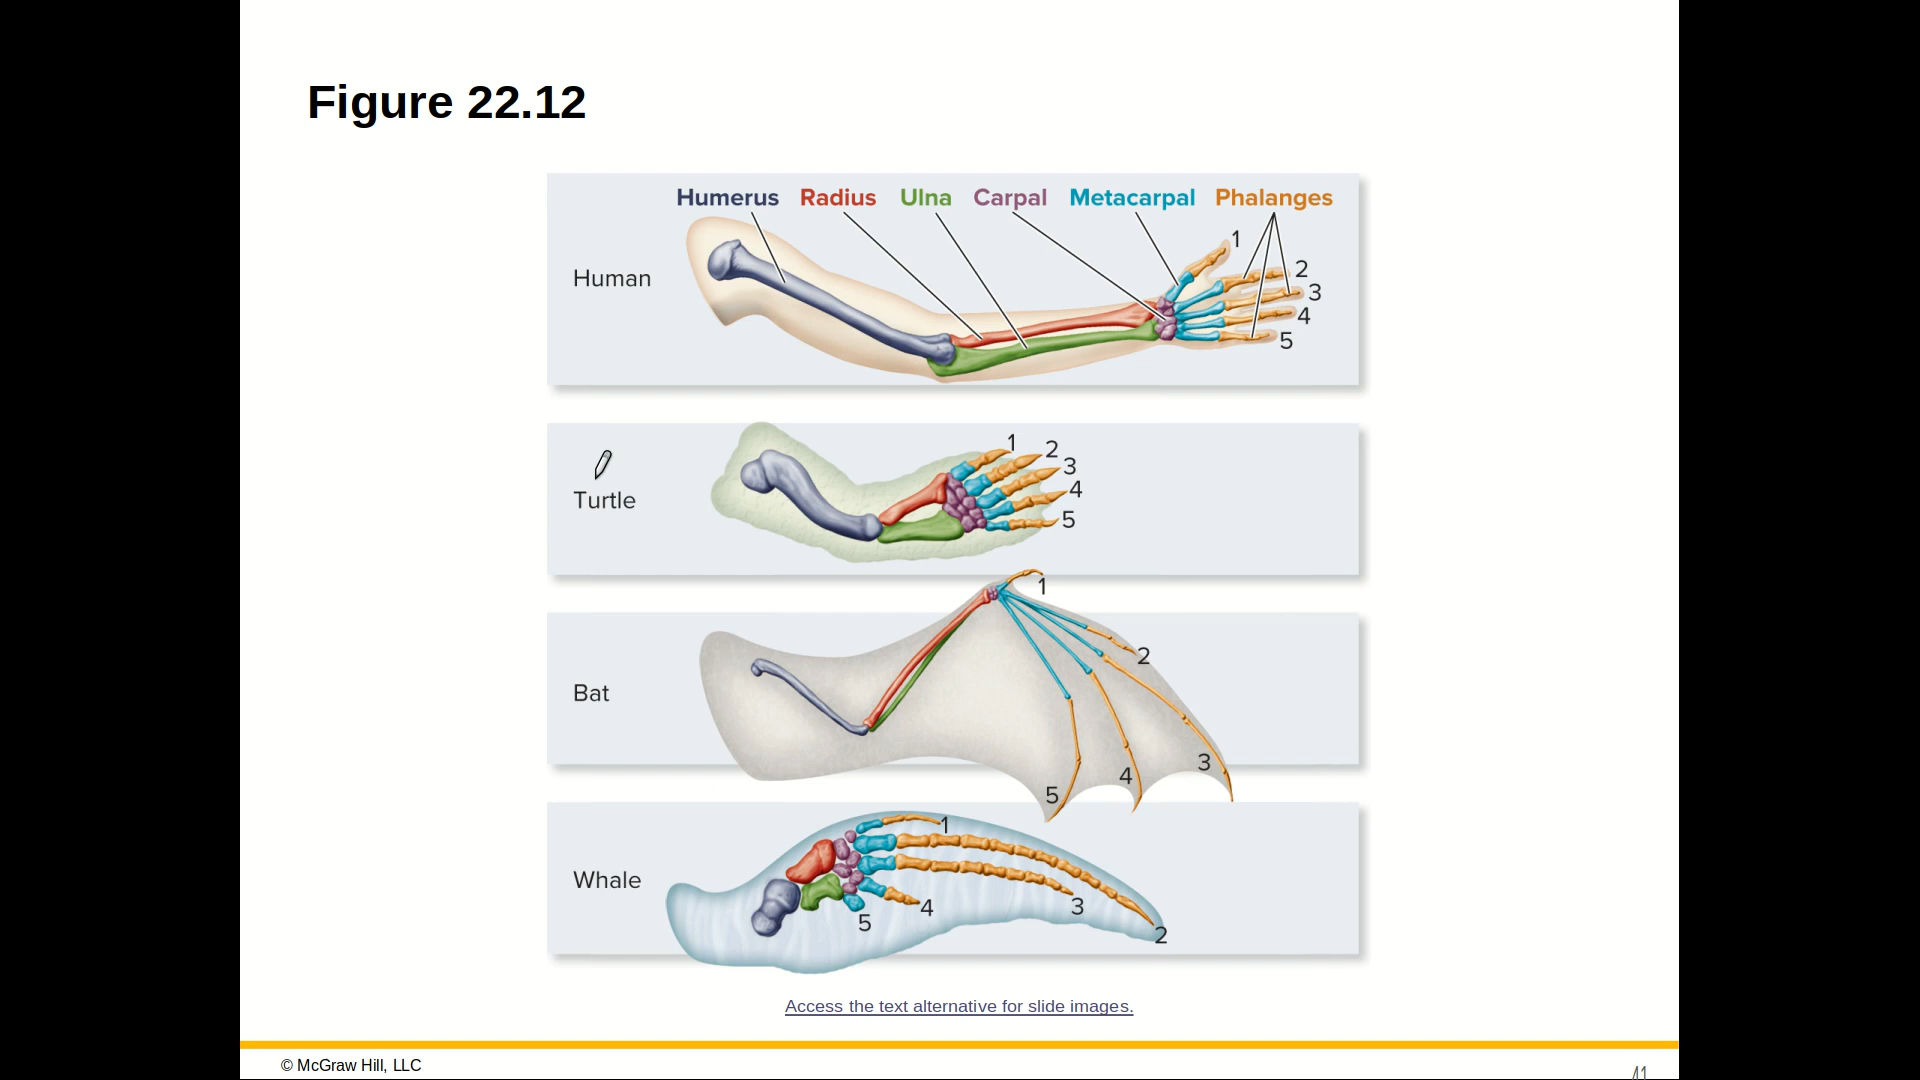 Figure 22.12
Humerus Radius Ulna Carpal Metacarpal Phalanges
Human
1
2
3
4
5
Turtle
1
2
3
4
5
Bat
1
2
3
4
5
Whale
1
2
3
4
5
Access the text alternative for slide images.
© McGraw Hill, LLC
41